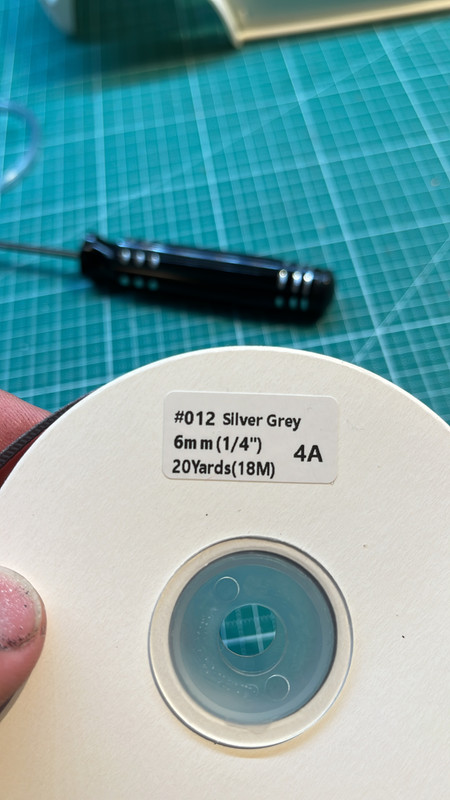 #012 Silver Grey
6mm(1/4")
20Yards(18M)
4A